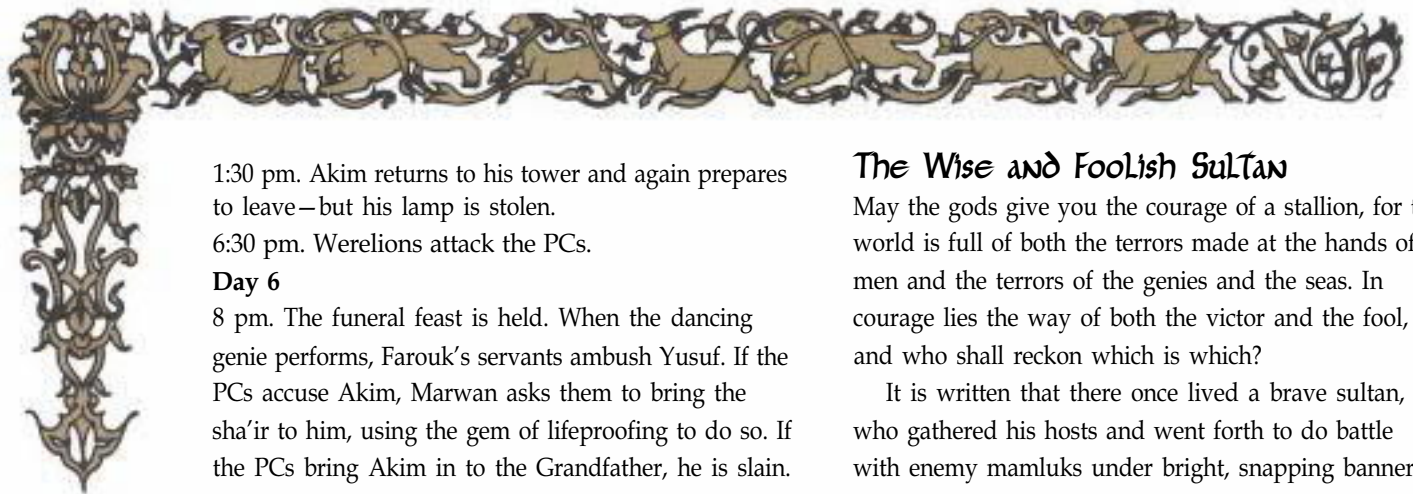 1:30 pm. Akim returns to his tower and again prepares
to leave—but his lamp is stolen.
6:30 pm. Werelions attack the PCs.
Day 6
8 pm. The funeral feast is held. When the dancing
genie performs, Farouk's servants ambush Yusuf. If the
PCs accuse Akim, Marwan asks them to bring the
sha'ir to him, using the gem of lifeproofing to do so. If
the PCs bring Akim in to the Grandfather, he is slain.
The Wise and Foolish Sultan
May the gods give you the courage of a stallion, for
world is full of both the terrors made at the hands of
men and the terrors of the genies and the seas. In
courage lies the way of both the victor and the fool,
and who shall reckon which is which?
It is written that there once lived a brave sultan,
who gathered his hosts and went forth to do battle
with enemy mamluks under bright, snapping banner